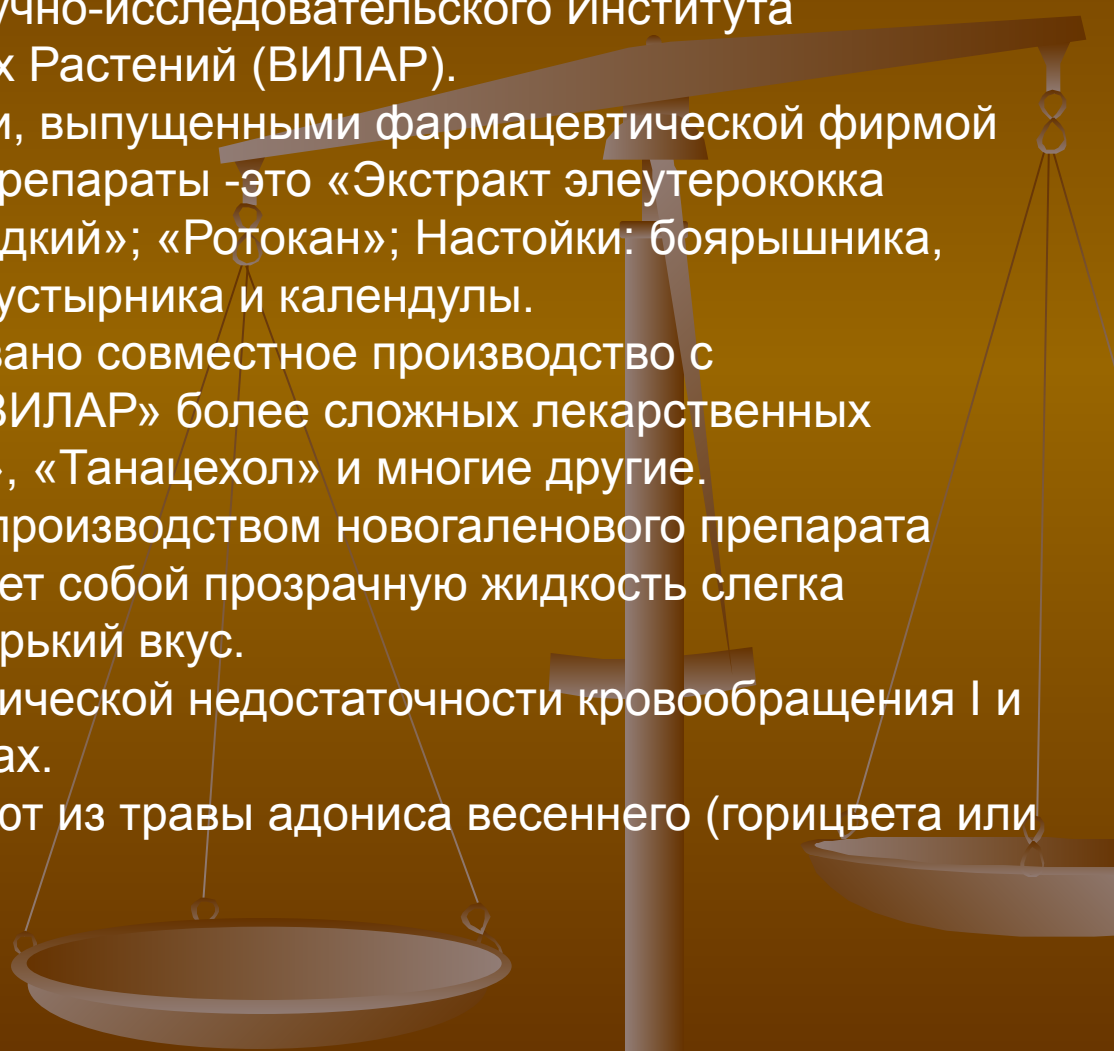 учно-исследовательского Института
х Растений (ВИЛАР).
и, выпущенными фармацевтической фирмой
репараты -это «Экстракт элеутерококка
дкий»; «Ротокан»; Настойки: боярышника,
устырника и календулы.
вано совместное производство с
ВИЛАР» более сложных лекарственных
», «Танацехол» и многие другие.
производством новогаленового препарата
ет собой прозрачную жидкость слегка
рький вкус.
ической недостаточности кровообращения I и
ах.
ют из травы адониса весеннего (горицвета или